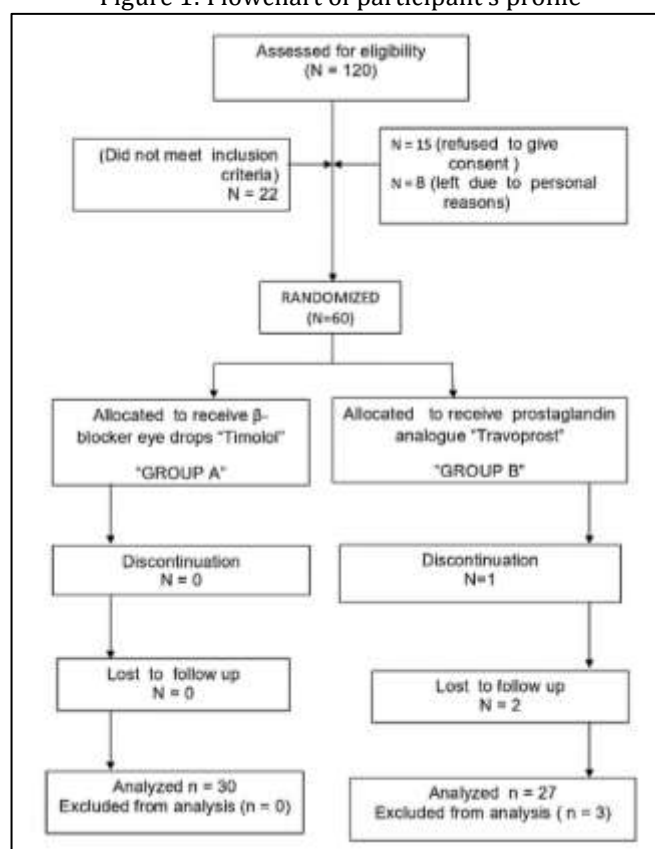 Figure 1: Flowchart of participant's profile
Assessed for eligibility
(N = 120)
(Did not meet inclusion
criteria)
N = 22
N = 15 (refused to give
consent )
N = 8 (left due to personal
reasons)
RANDOMIZED
(N=60)
Allocated to receive β-
blocker eye drops "Timolol"
"GROUP A"
Allocated to receive prostaglandin
analogue "Travoprost"
"GROUP B"
Discontinuation
N = 0
Discontinuation
N=1
Lost to follow up
N = 0
Lost to follow up
N = 2
Analyzed n = 30
Excluded from analysis (n = 0)
Analyzed n = 27
Excluded from analysis ( n = 3)